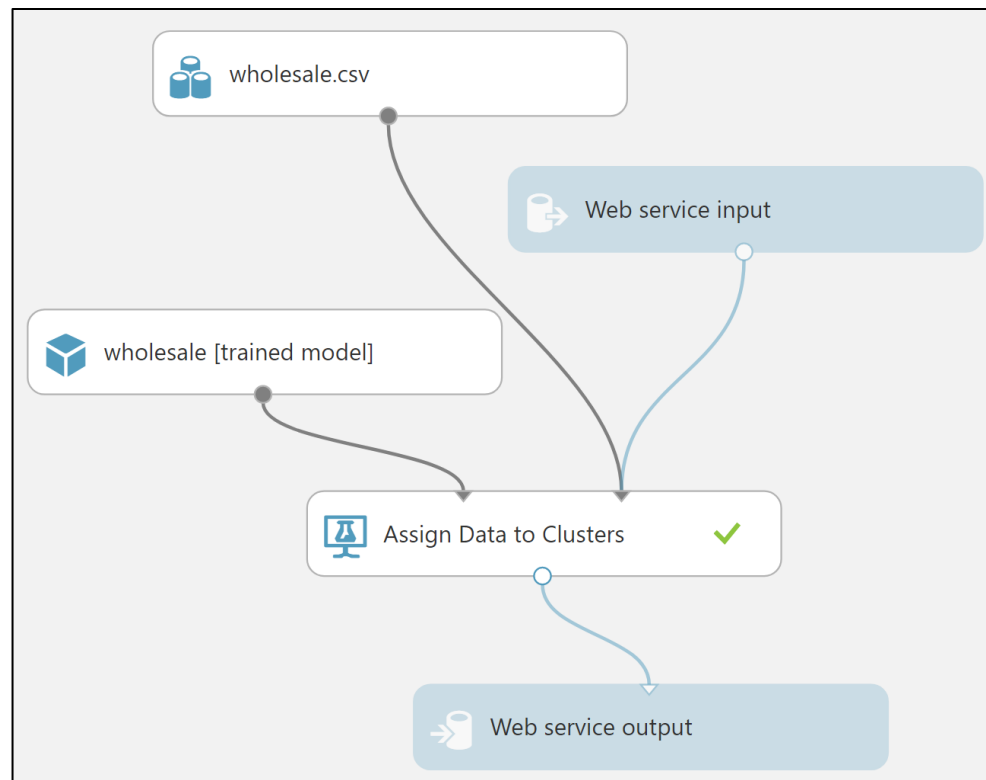 wholesale.csv
Web service input
wholesale [trained model]
Assign Data to Clusters
Web service output